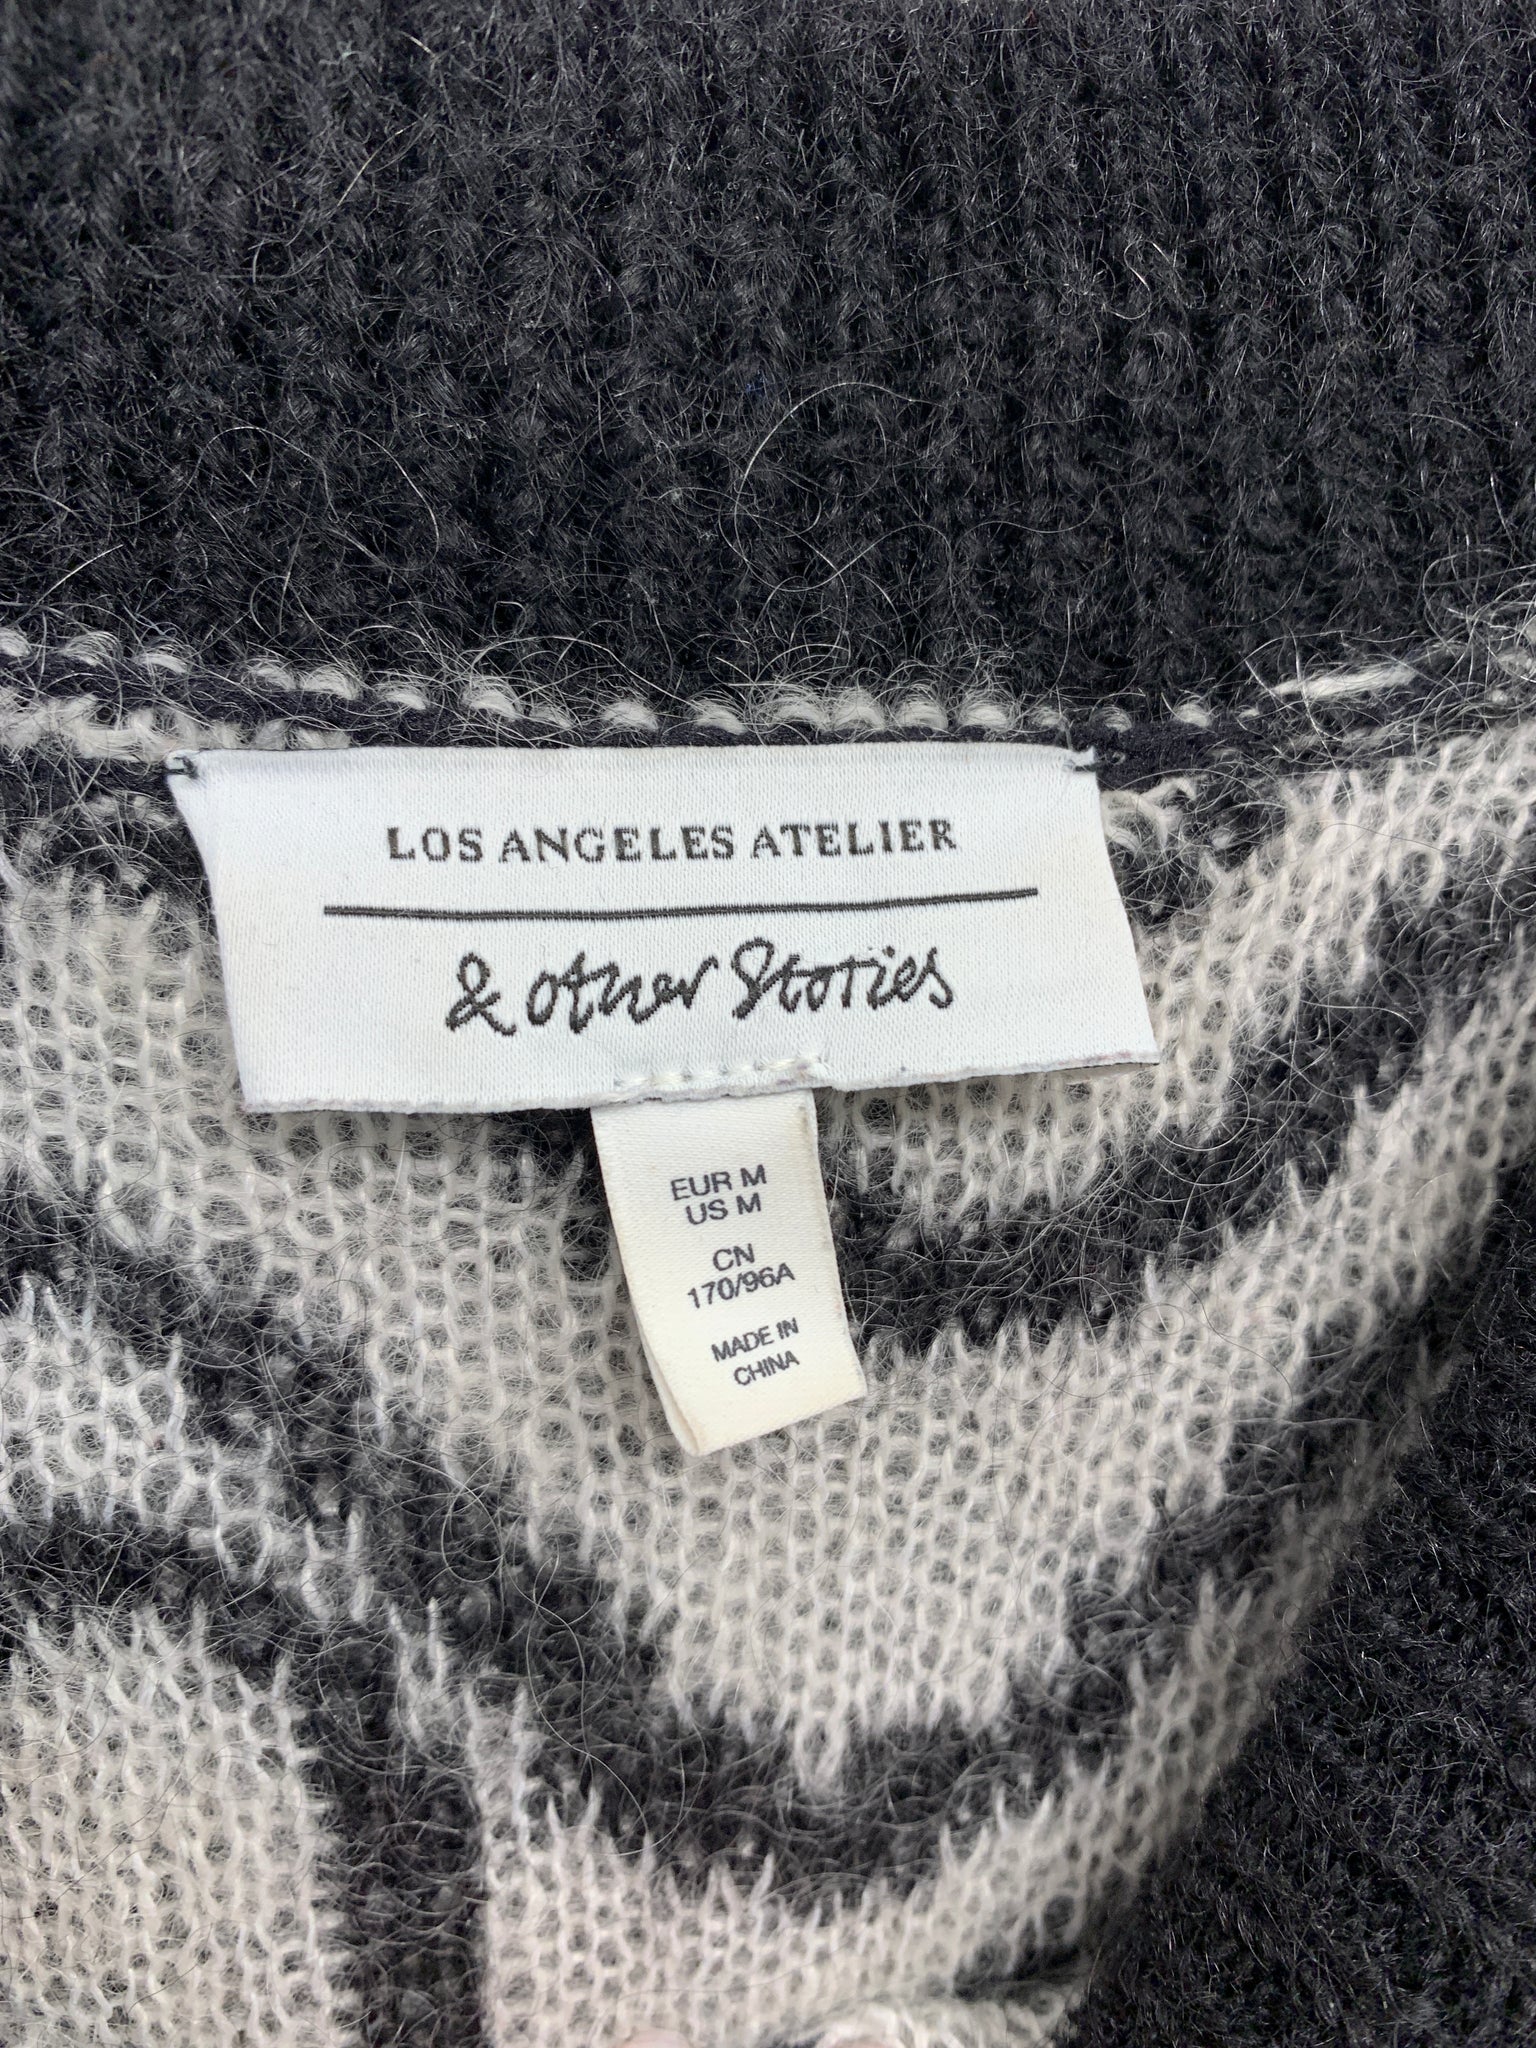 LOS ANGELES ATELIER
& other Stories
EUR M
US M
CN
170/96A
MADE IN
CHINA